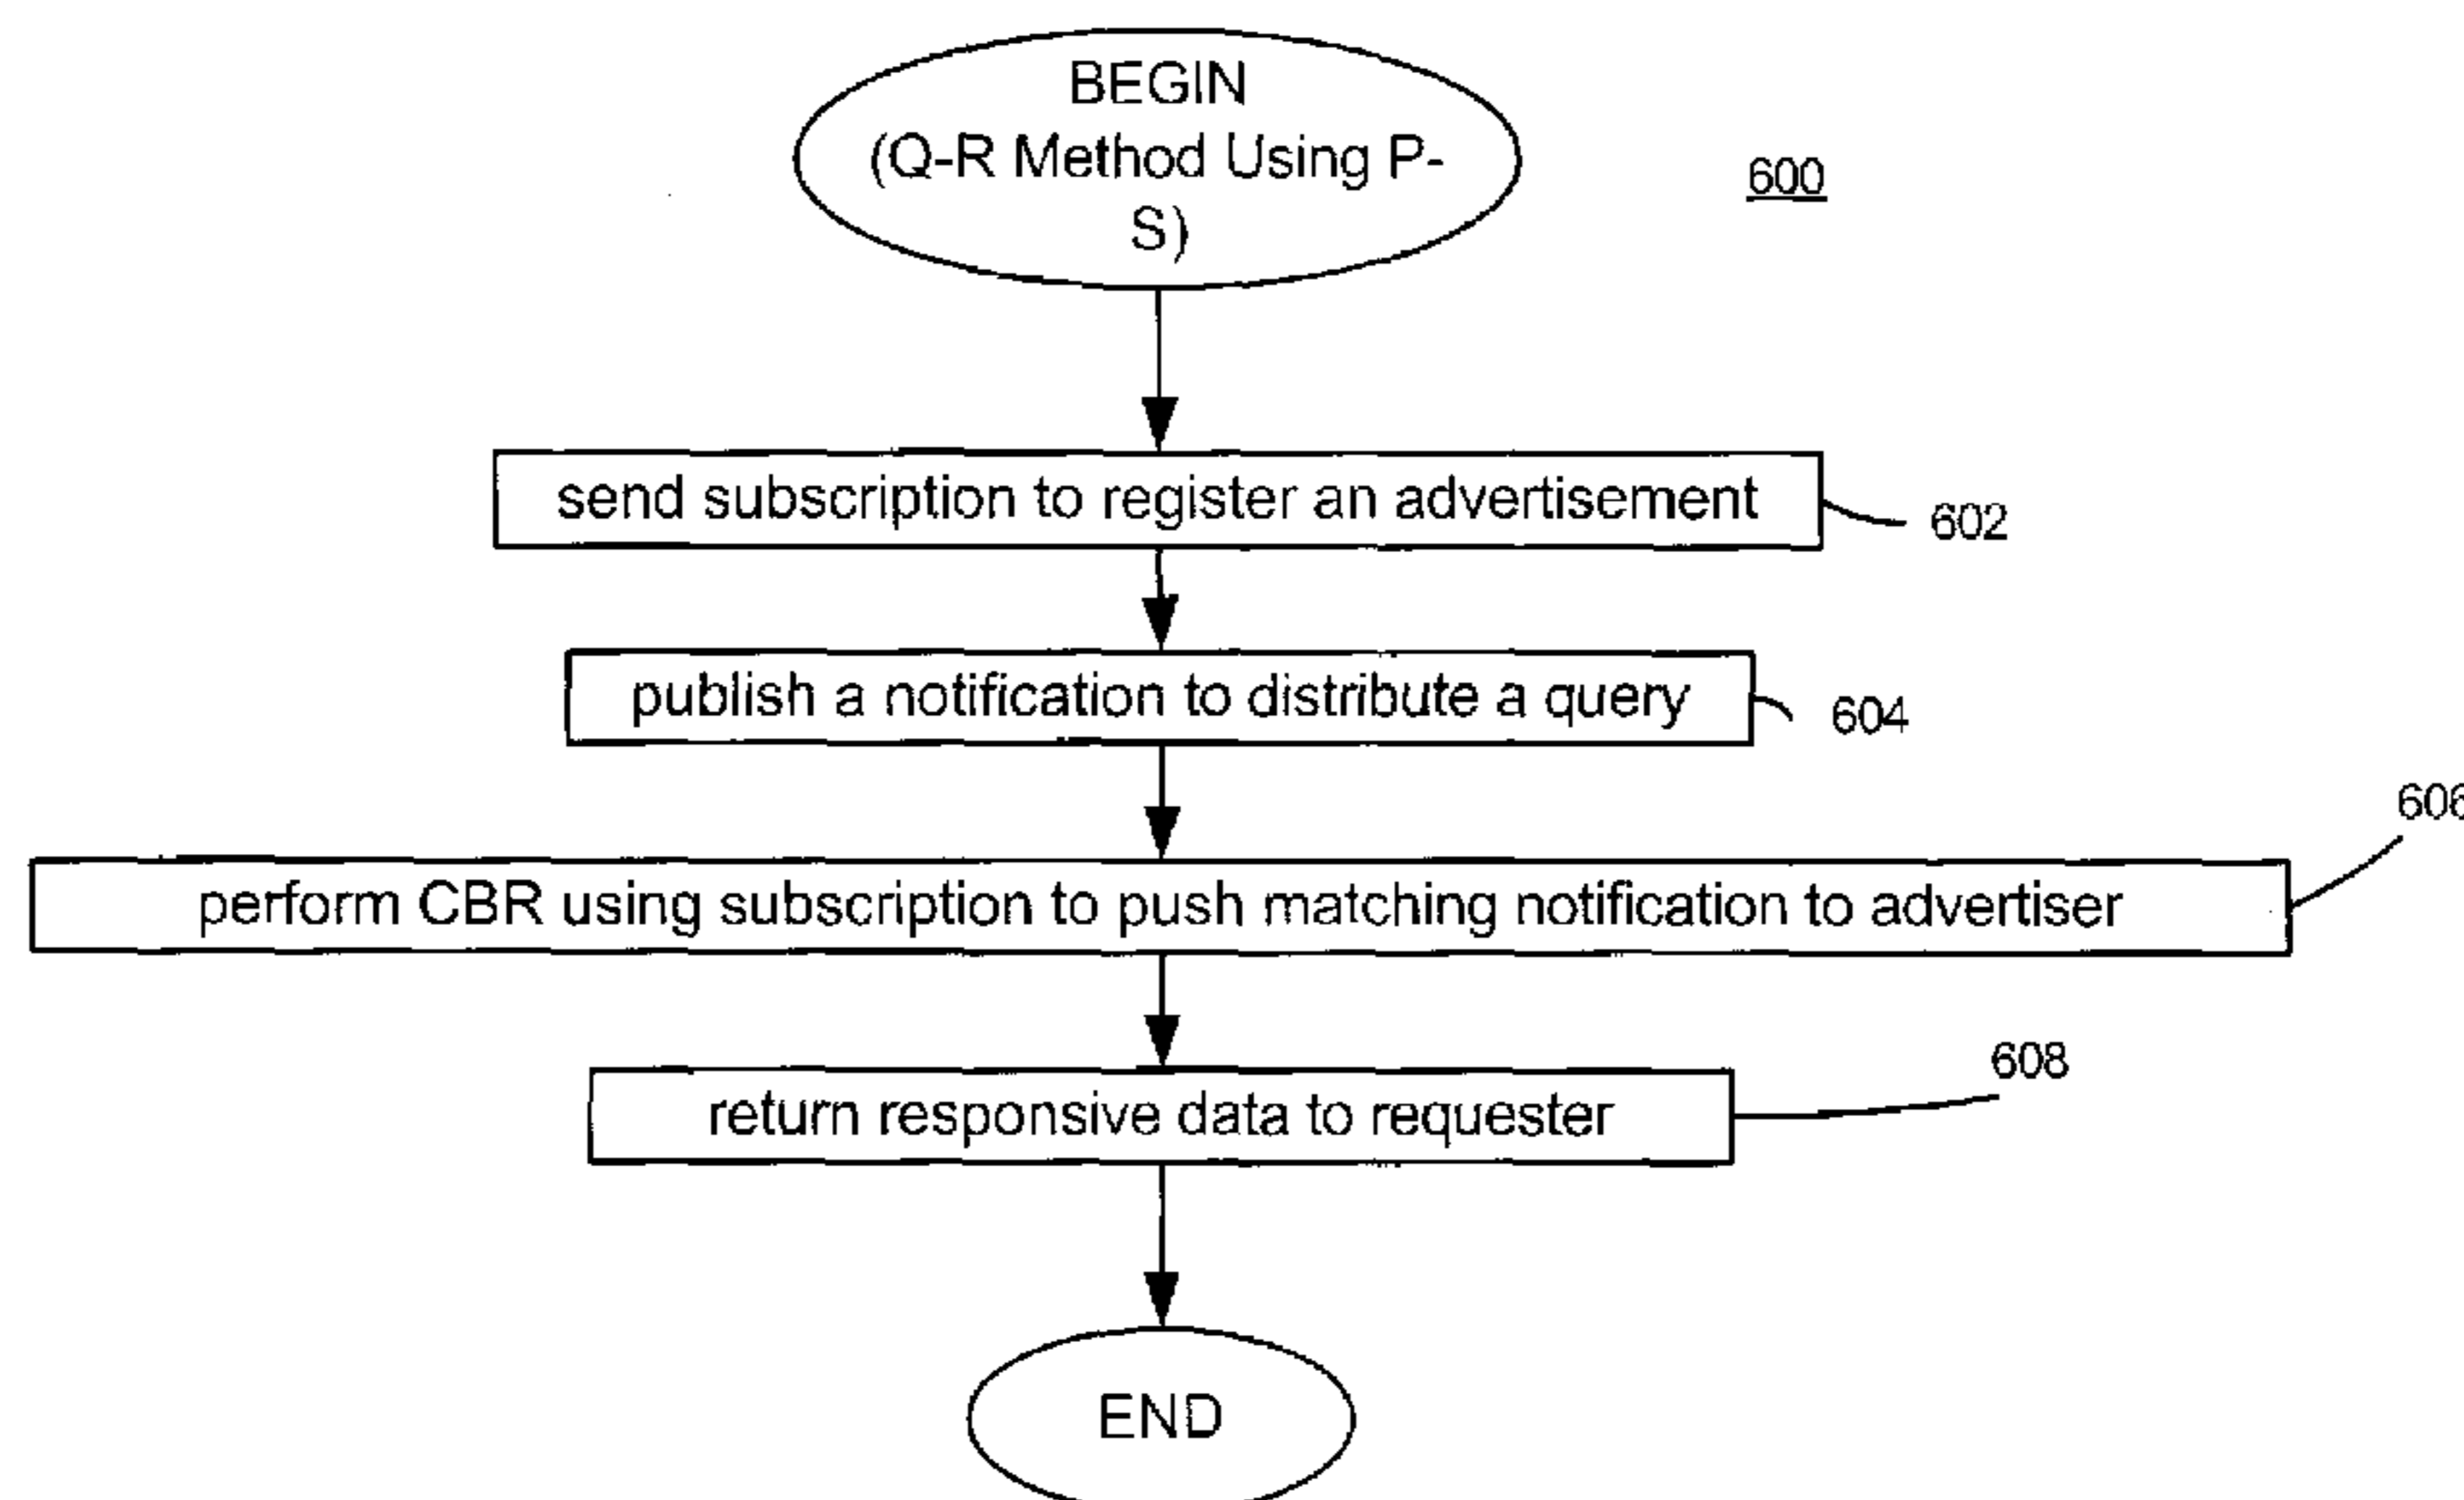 BEGIN
(Q-R Method Using P-
S)
600
send subscription to register an advertisement
602
publish a notification to distribute a query
604
606
perform CBR using subscription to push matching notification to advertiser
608
return responsive data to requester
END